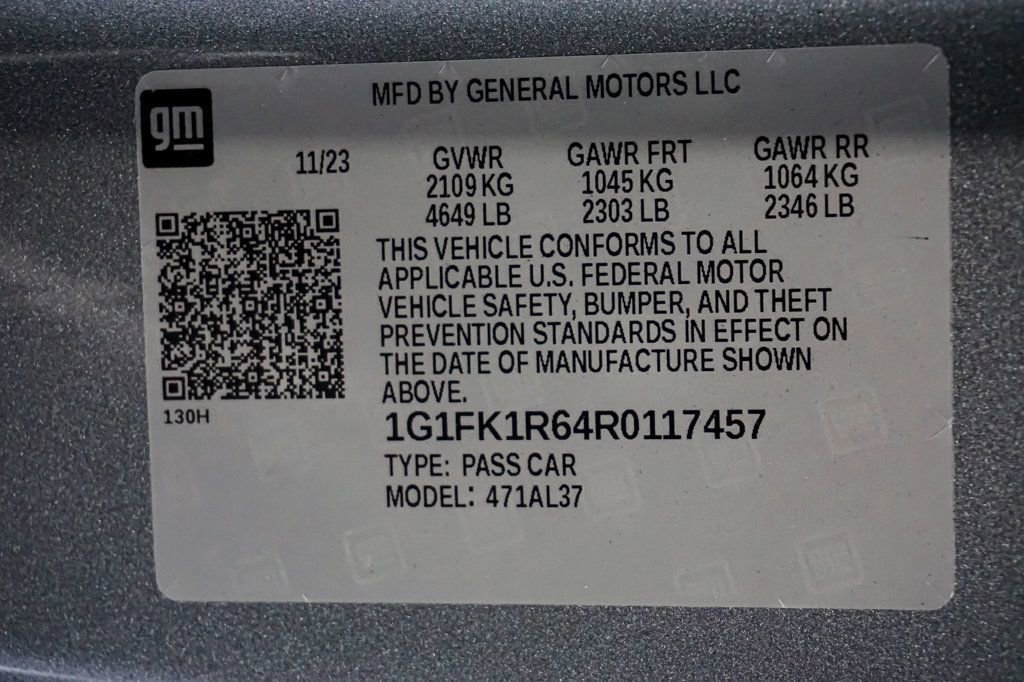 MFD BY GENERAL MOTORS LLC
gm
11/23
GVWR GAWR FRT GAWR RR
2109 KG 1045 KG 1064 KG
4649 LB 2303 LB 2346 LB
THIS VEHICLE CONFORMS TO ALL
APPLICABLE U.S. FEDERAL MOTOR
VEHICLE SAFETY, BUMPER, AND THEFT
PREVENTION STANDARDS IN EFFECT ON
THE DATE OF MANUFACTURE SHOWN
ABOVE.
130H
1G1FK1R64R0117457
TYPE: PASS CAR
MODEL: 471AL37